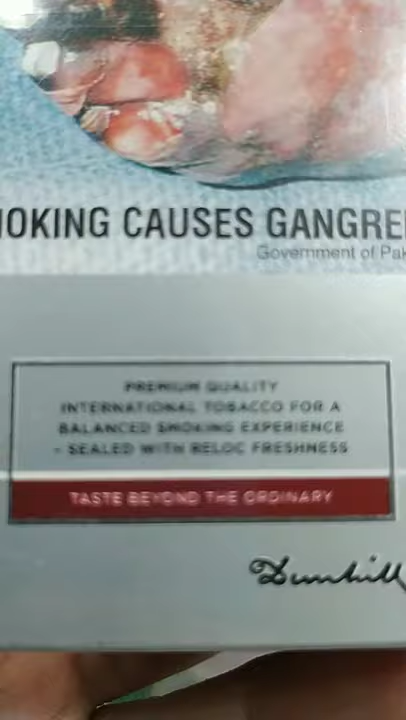 OKING CAUSES GANGRE
Government of Pak
PREMIUM QUALITY
INTERNATIONAL TOBACCO FOR A
BALANCED SMOKING EXPERIENCE
- SEALED WITH RELOC FRESHNESS
TASTE BEYOND THE ORDINARY
Dunhill